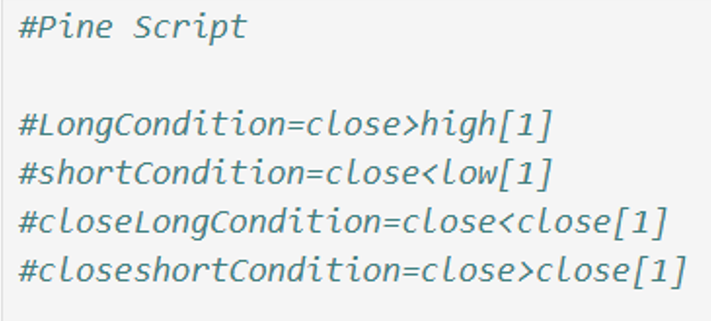 #Pine Script
#LongCondition=close>high[1]
#shortCondition=close<low[1]
#closeLongCondition=close<close[1]
#closeshortCondition=close>close[1]